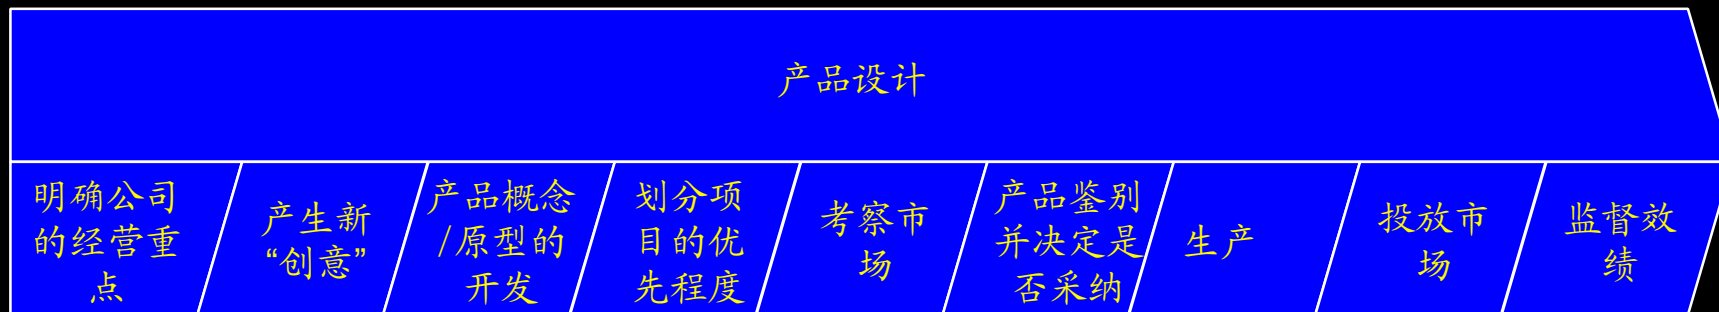 产品设计
明确公司
的经营重
点
产生新
“创意”
产品概念
/原型的
开发
划分项
目的优
先程度
考察市
场
产品鉴别
并决定是
否采纳
生产
投放市
场
监督效
绩